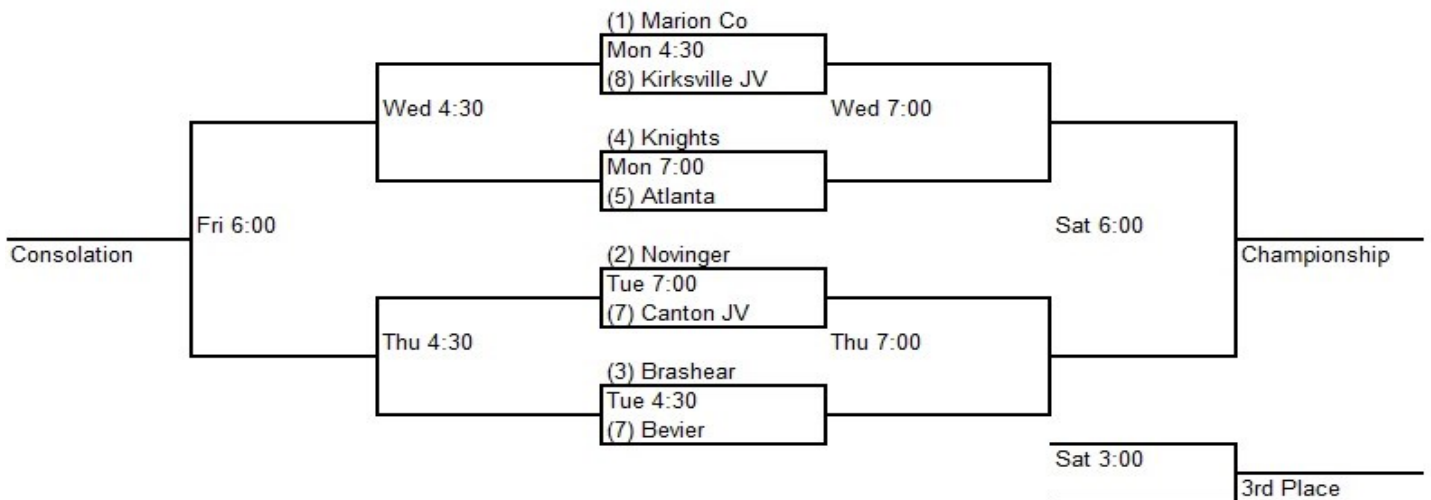 (1) Marion Co
Mon 4:30
(8) Kirksville JV
Wed 4:30
Wed 7:00
(4) Knights
Mon 7:00
(5) Atlanta
Fri 6:00
Sat 6:00
Consolation
Championship
(2) Novinger
Tue 7:00
(7) Canton JV
Thu 4:30
Thu 7:00
(3) Brashear
Tue 4:30
(7) Bevier
Sat 3:00
3rd Place